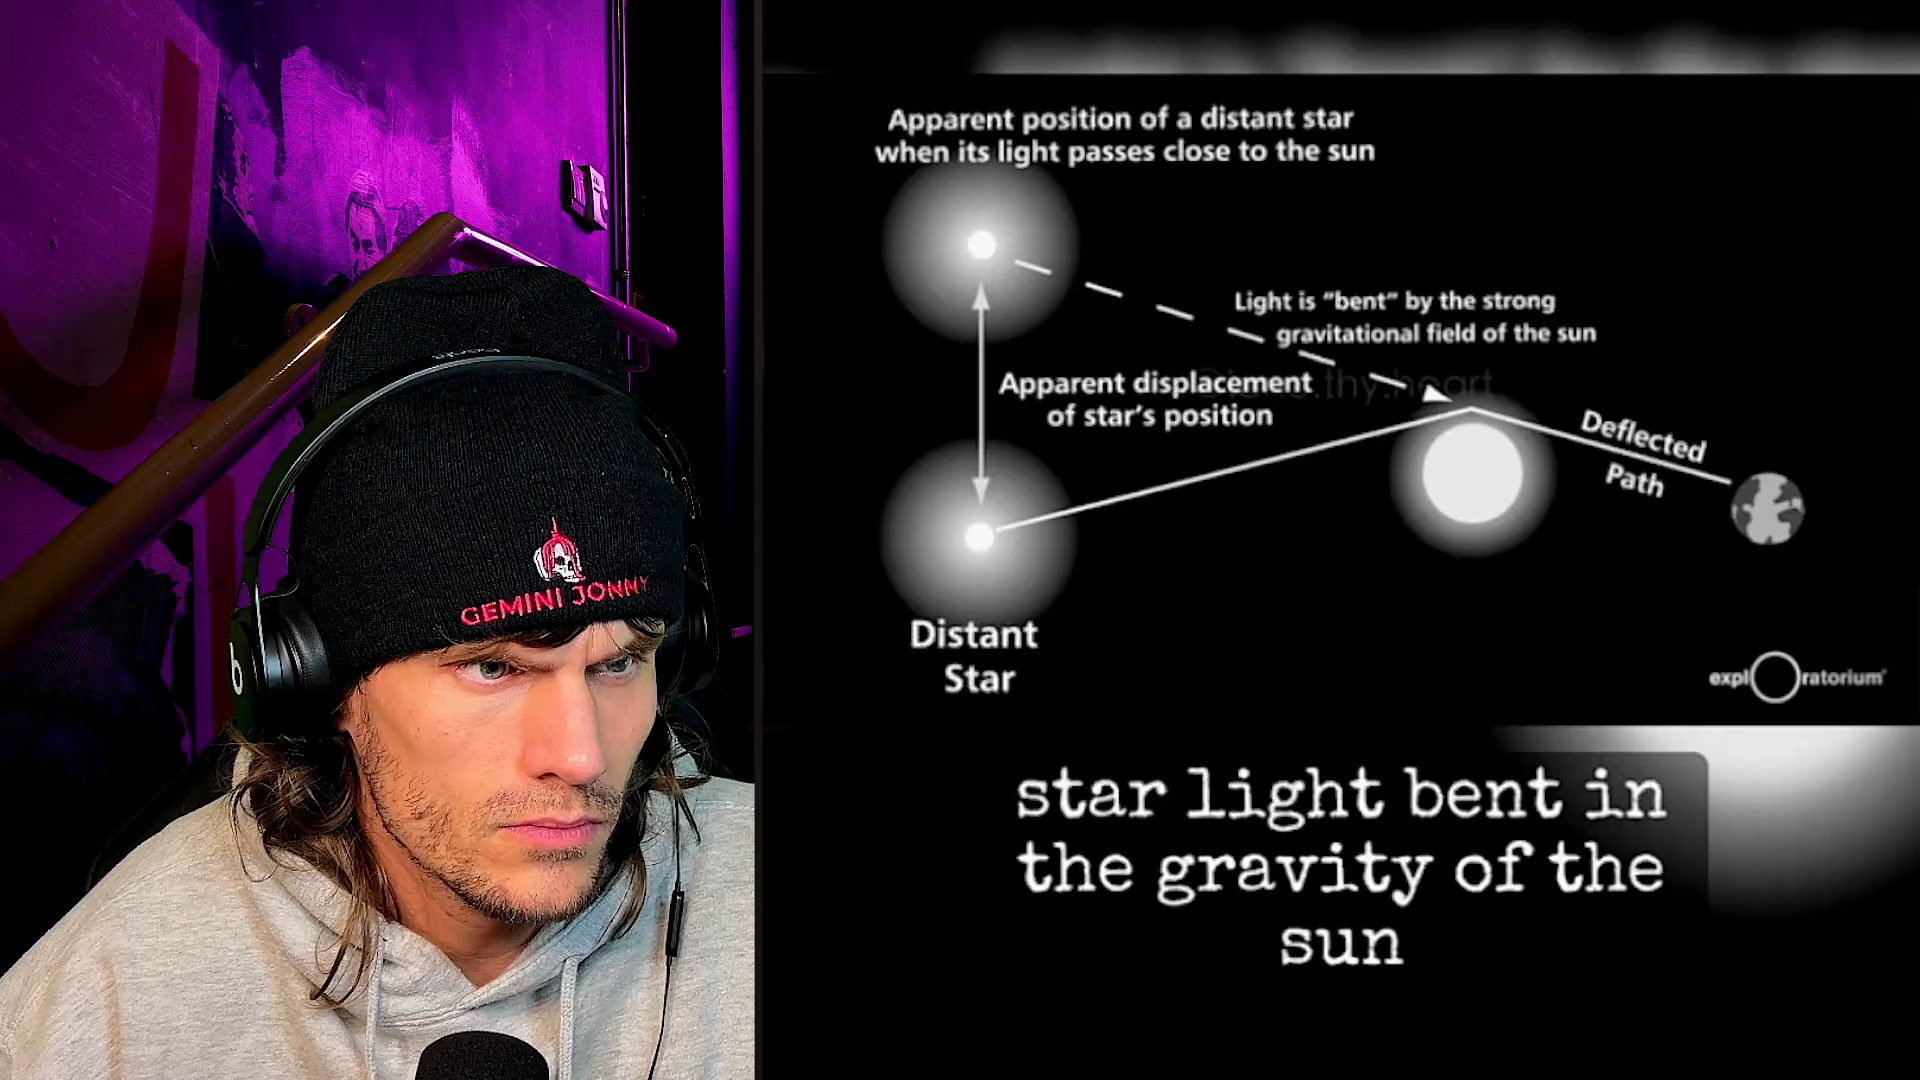 GEMINI JONNY
Apparent position of a distant star
when its light passes close to the sun
Light is “bent” by the strong
gravitational field of the sun
Apparent displacement
of star's position
thy.heart
Deflected
Path
Distant
Star
expl ratorium
star light bent in
the gravity of the
sun